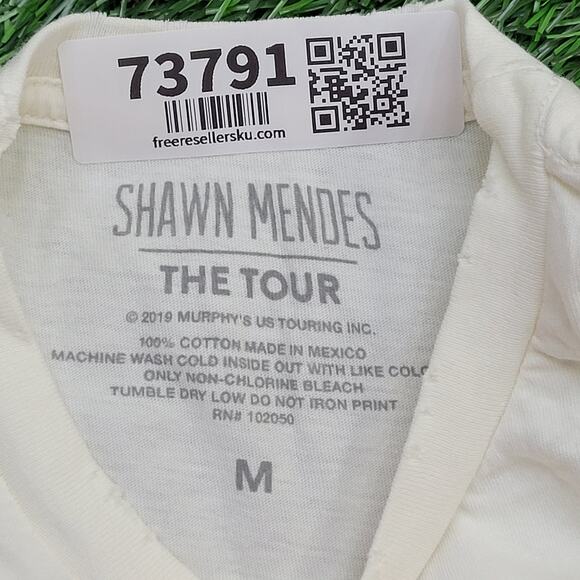 73791
freeresellersku.com
SHAWN MENDES
THE TOUR
© 2019 MURPHY'S US TOURING INC.
100% COTTON MADE IN MEXICO
MACHINE WASH COLD INSIDE OUT WITH LIKE COLO
ONLY NON-CHLORINE BLEACH
TUMBLE DRY LOW DO NOT IRON PRINT
RN# 102050
M